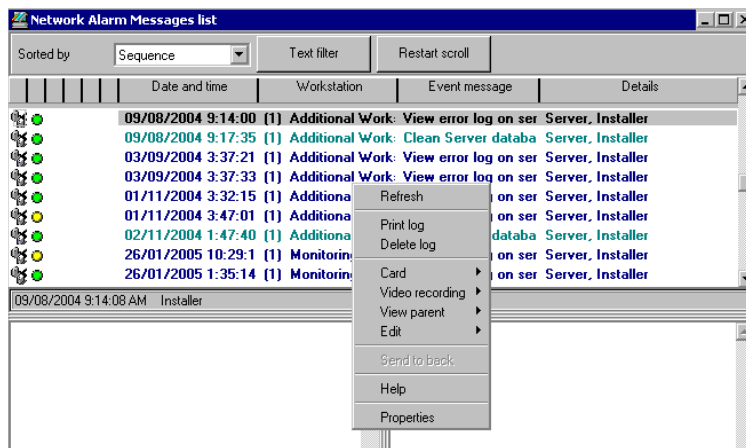 Network Alarm Messages list
Sorted by Sequence Text filter Restart scroll
Date and time Workstation Event message Details
09/08/2004 9:14:00 (1) Additional Work: View error log on ser Server, Installer
09/08/2004 9:17:35 (1) Additional Work: Clean Server databa Server, Installer
03/09/2004 3:37:21 (1) Additional Work: View error log on ser Server, Installer
03/09/2004 3:37:33 (1) Additional Work: View error log on ser Server, Installer
01/11/2004 3:32:15 (1) Additiona on ser Server, Installer
01/11/2004 3:47:01 (1) Additiona on ser Server, Installer
02/11/2004 1:47:40 (1) Additiona databa Server, Installer
26/01/2005 10:29:1 (1) Monitoring on ser Server, Installer
26/01/2005 1:35:14 (1) Monitoring on ser Server, Installer
09/08/2004 9:14:08 AM Installer
Refresh
Print log
Delete log
Card
Video recording
View parent
Edit
Send to back
Help
Properties